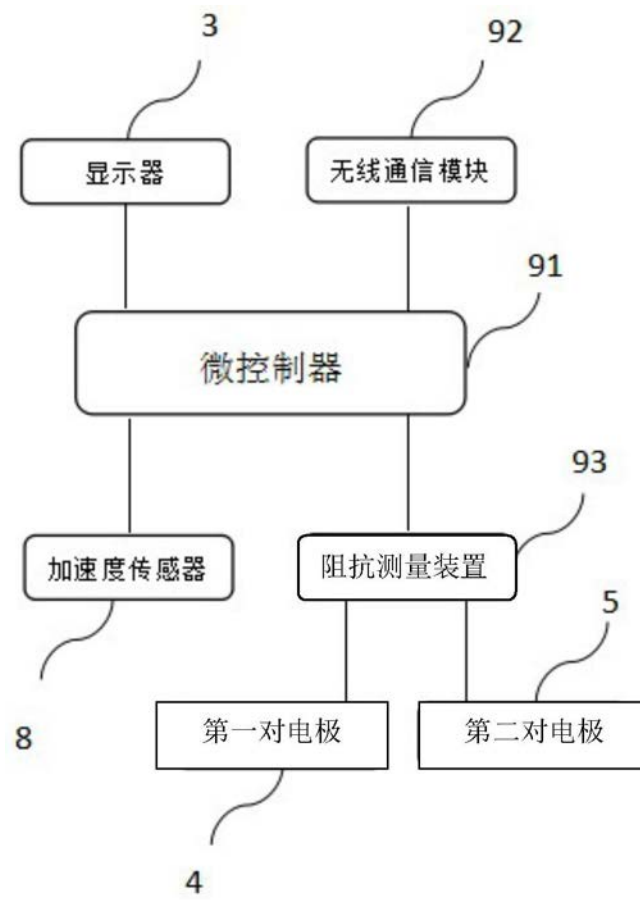 3
92
显示器
无线通信模块
91
微控制器
93
加速度传感器
阻抗测量装置
5
8
第一对电极
第二对电极
4